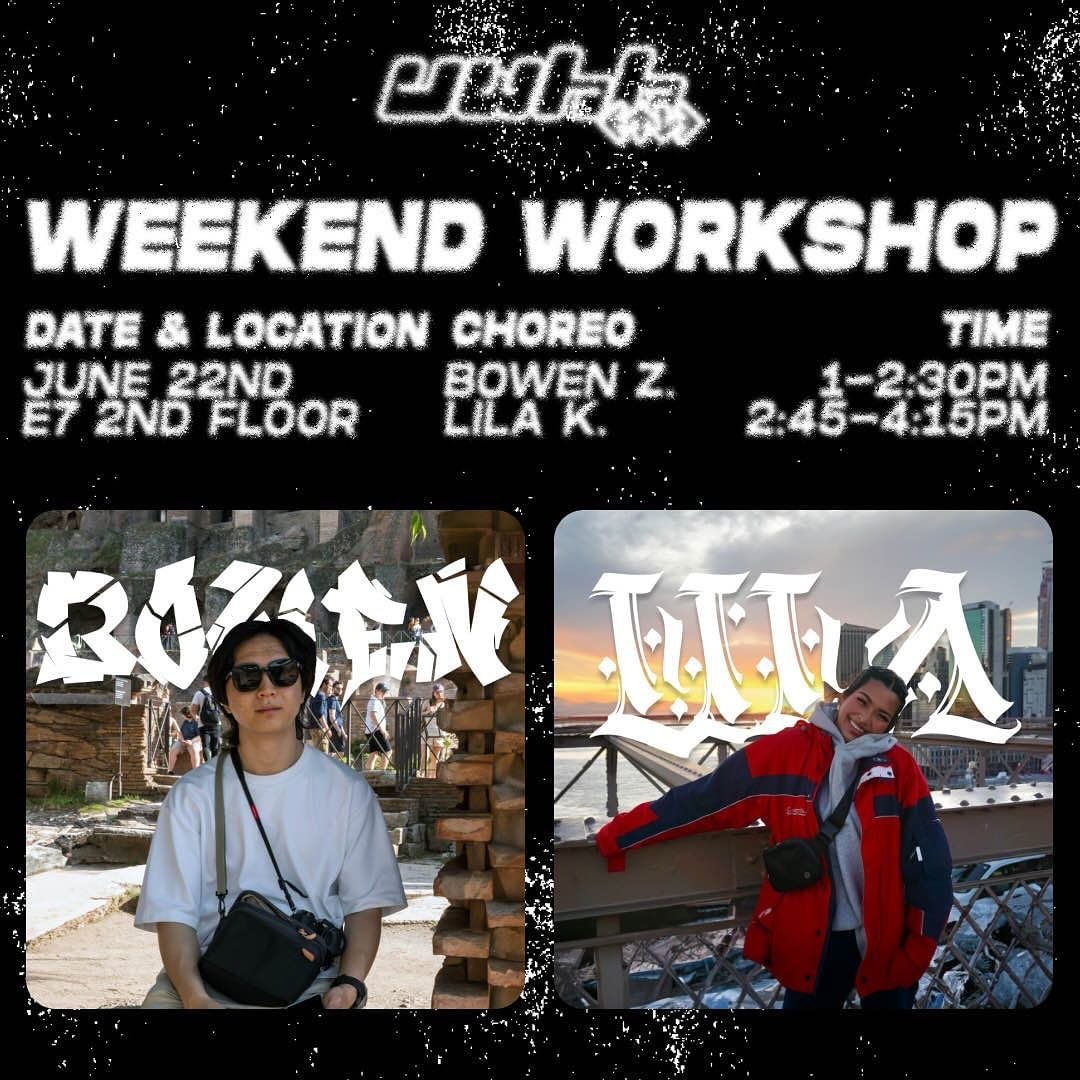 uwhh
WEEKEND WORKSHOP
DATE & LOCATION CHOREO TIME
JUNE 22ND BOWEN Z. 1-2:30PM
E7 2ND FLOOR LILA K. 2:45-4:15PM
BOWEN
LILA